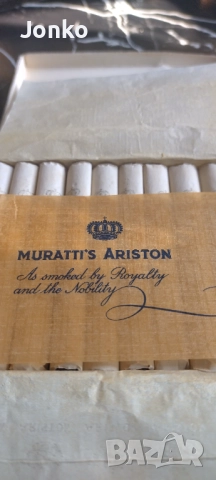 Jonko
MURATTI'S ARISTON
As smoked by Royalty
and the Nobility
BAZAR
bg